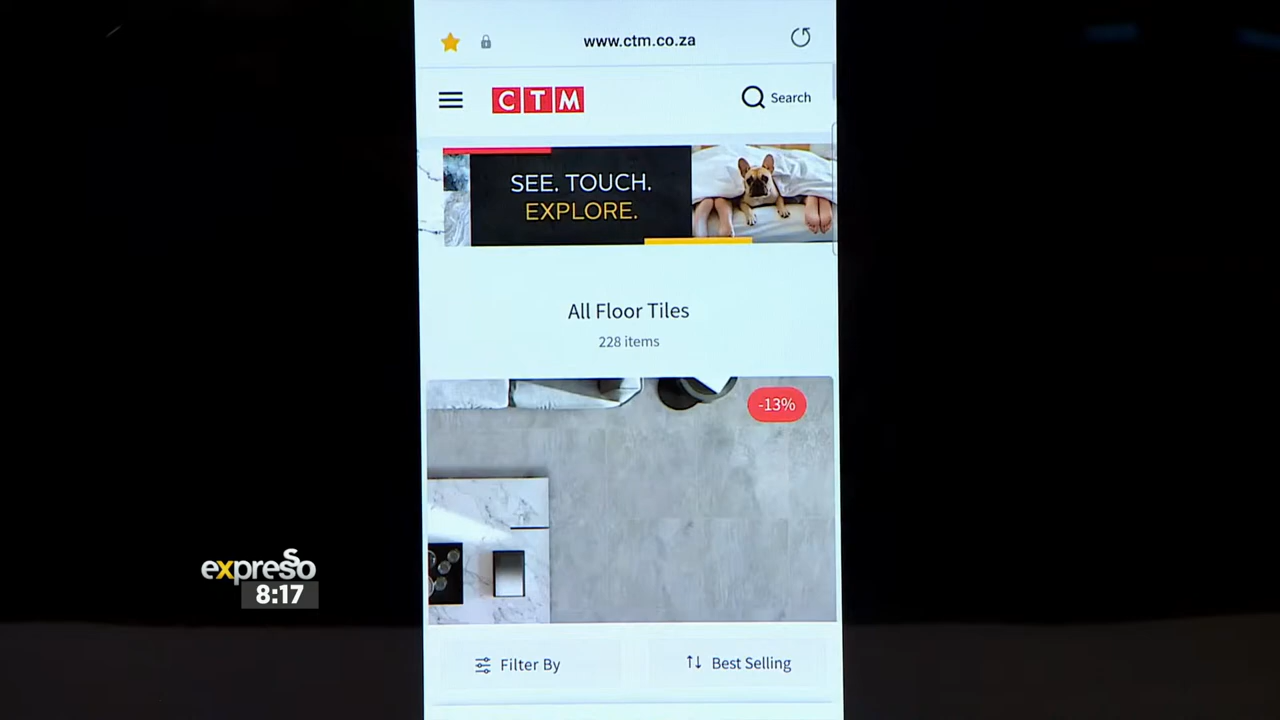 www.ctm.co.za
CTM
Search
SEE. TOUCH.
EXPLORE.
All Floor Tiles
228 items
-13%
Filter By
Best Selling
expresso
8:17